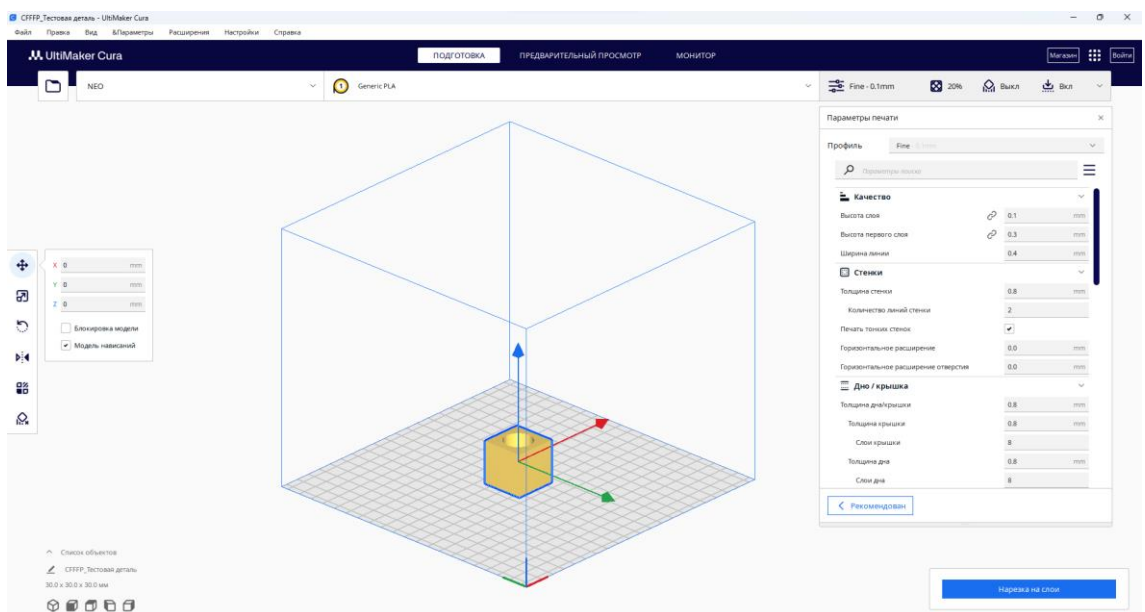 CFFFP_Тестовая деталь - UltiMaker Cura
Файл Правка Вид &Параметры Расширения Настройки Справка
UltiMaker Cura
ПОДГОТОВКА ПРЕДВАРИТЕЛЬНЫЙ ПРОСМОТР МОНИТОР
Магазин Войти
NEO
1 Generic PLA
Fine - 0.1mm 20% Выкл Вкл
Параметры печати
Профиль Fine - 0.1mm
Параметры поиска
Качество
Высота слоя 0.1 mm
Высота первого слоя 0.3 mm
Ширина линии 0.4 mm
Стенки
Толщина стенки 0.8 mm
Количество линий стенки 2
Печать тонких стенок
Горизонтальное расширение 0.0 mm
Горизонтальное расширение отверстия 0.0 mm
Дно / крышка
Толщина дна/крышки 0.8 mm
Толщина крышки 0.8 mm
Слои крышки 8
Толщина дна 0.8 mm
Слои дна 8
Рекомендован
X 0 mm
Y 0 mm
Z 0 mm
Блокировка модели
Модель нависаний
Список объектов
CFFFP_Тестовая деталь
30.0 x 30.0 x 30.0 мм
Нарезка на слои